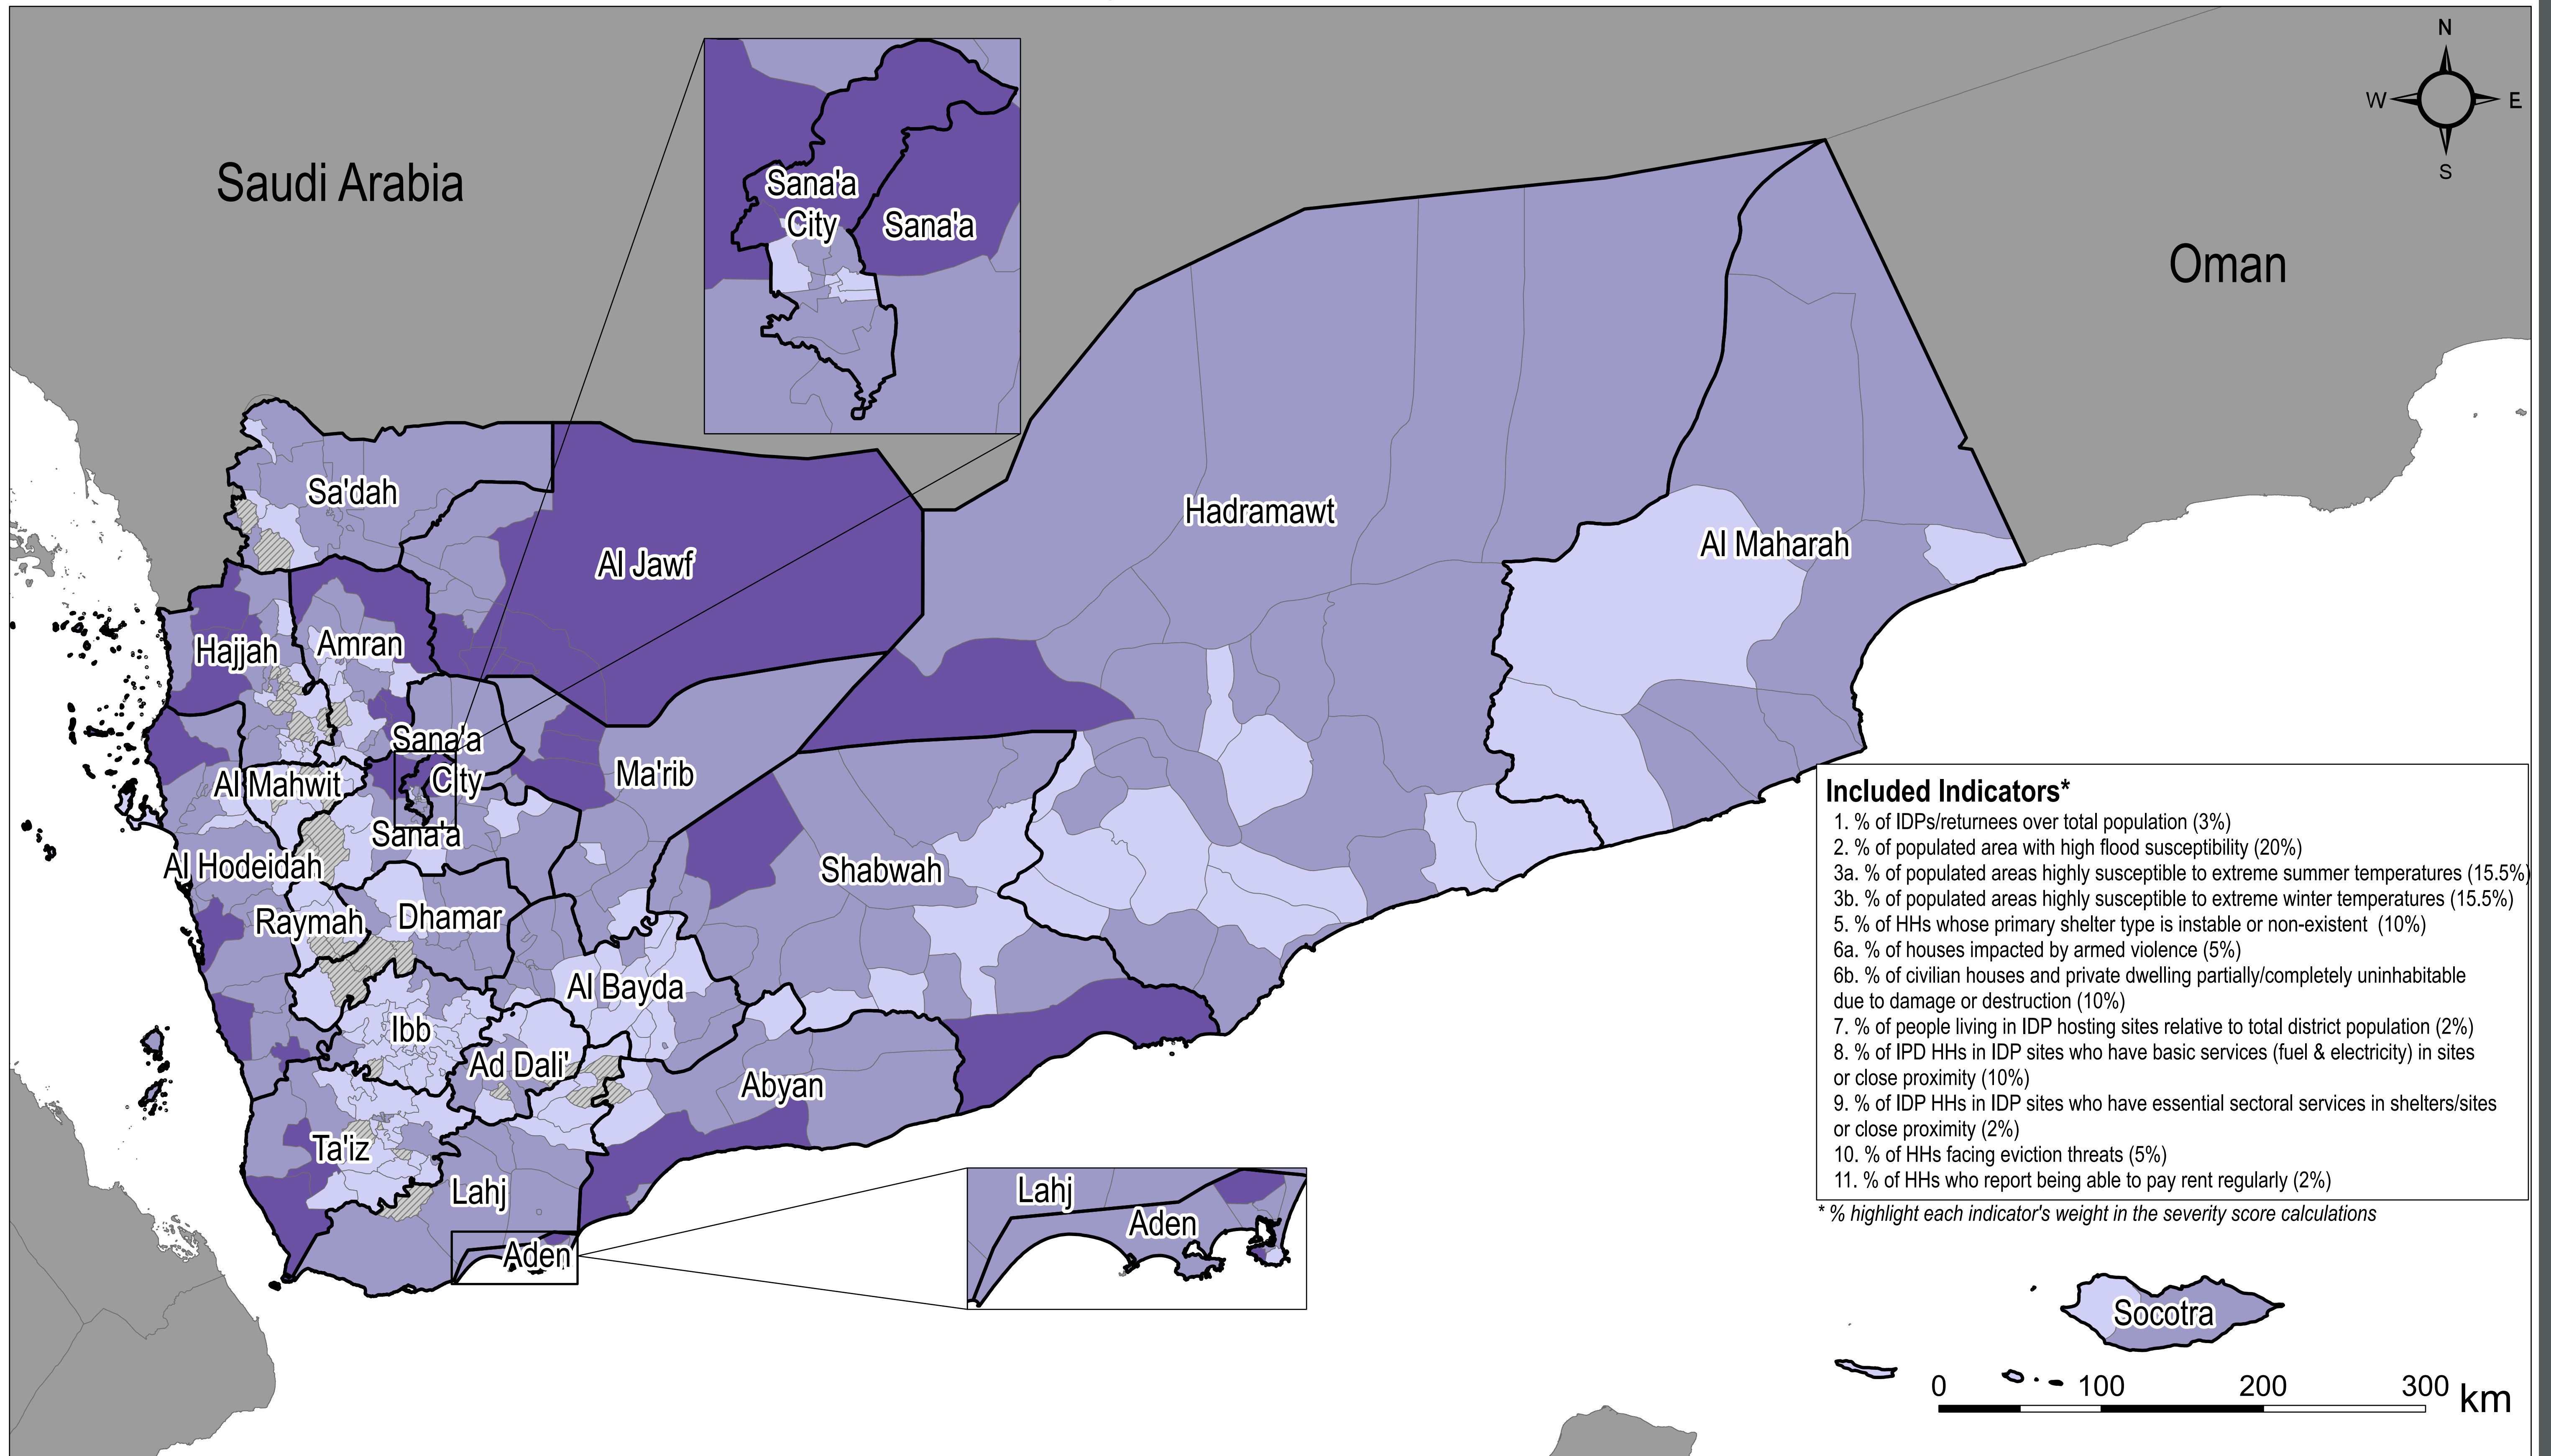 N
W
E
S
Saudi Arabia
Oman
Sana'a
City
Sana'a
Sa'dah
Al Jawf
Hadramawt
Al Maharah
Hajjah
Amran
Sana'a
City
Ma'rib
Al Mahwit
Sana'a
Al Hodeidah
Shabwah
Raymah
Dhamar
Al Bayda
Ibb
Ad Dali'
Abyan
Ta'iz
Lahj
Aden
Lahj
Aden
Included Indicators*
1. % of IDPs/returnees over total population (3%)
2. % of populated area with high flood susceptibility (20%)
3a. % of populated areas highly susceptible to extreme summer temperatures (15.5%)
3b. % of populated areas highly susceptible to extreme winter temperatures (15.5%)
5. % of HHs whose primary shelter type is instable or non-existent (10%)
6a. % of houses impacted by armed violence (5%)
6b. % of civilian houses and private dwelling partially/completely uninhabitable
due to damage or destruction (10%)
7. % of people living in IDP hosting sites relative to total district population (2%)
8. % of IPD HHs in IDP sites who have basic services (fuel & electricity) in sites
or close proximity (10%)
9. % of IDP HHs in IDP sites who have essential sectoral services in shelters/sites
or close proximity (2%)
10. % of HHs facing eviction threats (5%)
11. % of HHs who report being able to pay rent regularly (2%)
* % highlight each indicator's weight in the severity score calculations
Socotra
0 100 200 300 km